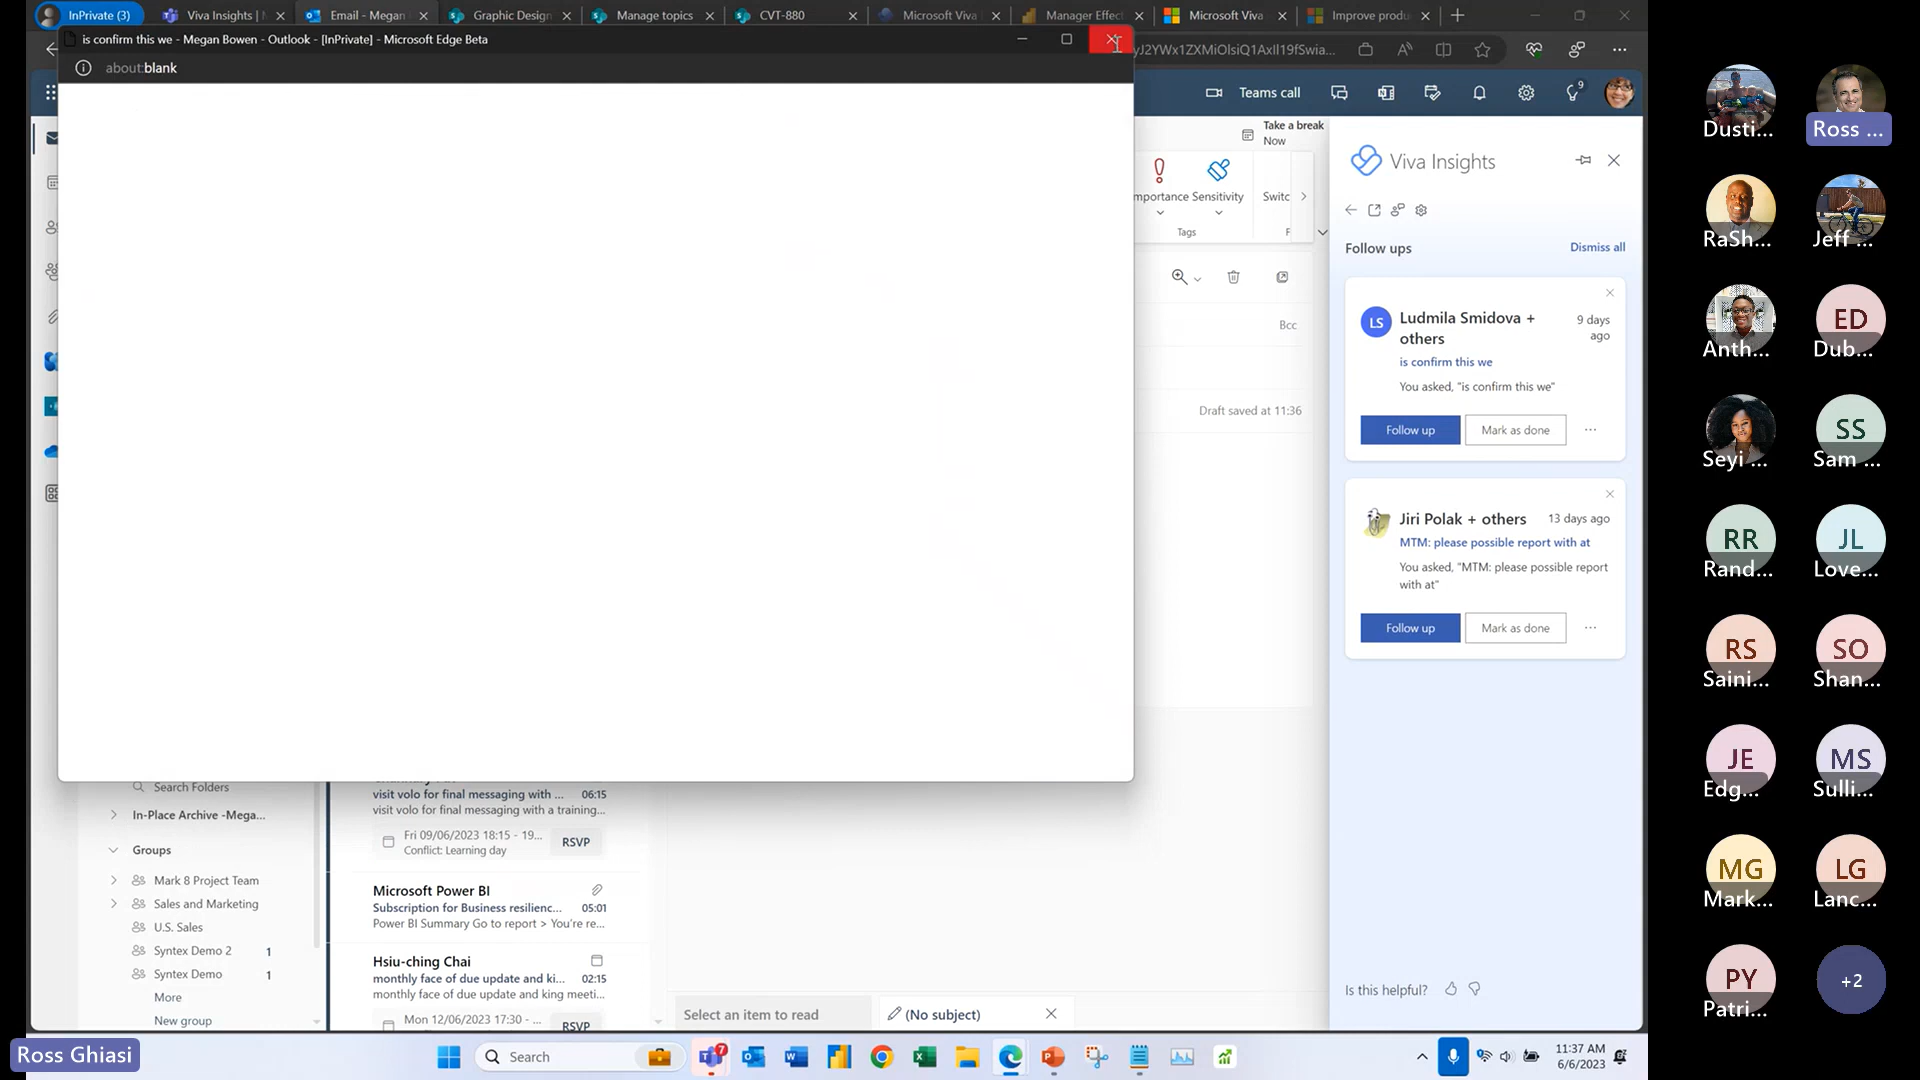 InPrivate (3)
Viva Insights |
Email - Megan
Graphic Design
Manage topics
CVT-880
Microsoft Viva
Manager Effec
Microsoft Viva
Improve produ
is confirm this we - Megan Bowen - Outlook - [InPrivate] - Microsoft Edge Beta
yJ2YWx1ZXMiOlsiQ1AxIl19fSwia...
about:blank
Teams call
9
Take a break
Now
mportance Sensitivity
Switc
Tags
Bcc
Draft saved at 11:36
Viva Insights
Follow ups
Dismiss all
LS
Ludmila Smidova +
others
9 days
ago
is confirm this we
You asked, "is confirm this we"
Follow up
Mark as done
Jiri Polak + others
13 days ago
MTM: please possible report with at
You asked, "MTM: please possible report
with at"
Follow up
Mark as done
Is this helpful?
Search Folders
In-Place Archive -Mega...
Groups
Mark 8 Project Team
Sales and Marketing
U.S. Sales
Syntex Demo 2
1
Syntex Demo
1
More
New group
visit volo for final messaging with ...
06:15
visit volo for final messaging with a training...
Fri 09/06/2023 18:15 - 19...
Conflict: Learning day
RSVP
Microsoft Power BI
Subscription for Business resilienc...
05:01
Power BI Summary Go to report > You're re...
Hsiu-ching Chai
monthly face of due update and ki...
02:15
monthly face of due update and king meeti...
Mon 12/06/2023 17:30 - ...
RSVP
Select an item to read
(No subject)
Dusti...
Ross ...
RaSh...
Jeff ...
Anth...
ED
Dub...
Seyi ...
SS
Sam ...
RR
Rand...
JL
Love...
RS
Saini...
SO
Shan...
JE
Edg...
MS
Sulli...
MG
Mark...
LG
Lanc...
PY
Patri...
+2
Ross Ghiasi
Search
7
11:37 AM
6/6/2023